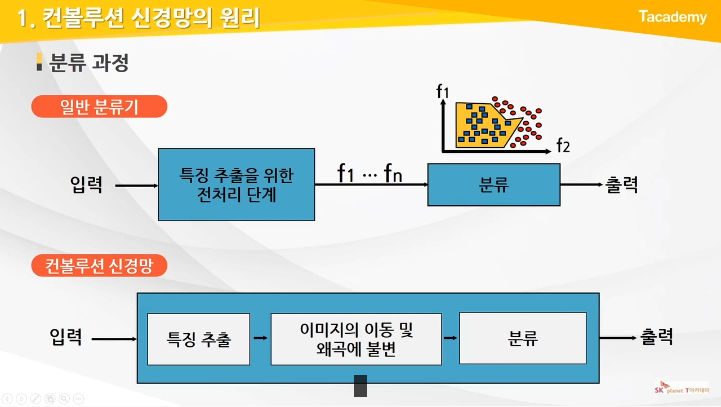 1. 컨볼루션 신경망의 원리
Tacademy
분류 과정
일반 분류기
f1
f2
입력
특징 추출을 위한
전처리 단계
f1 ··· fn
분류
출력
컨볼루션 신경망
입력
특징 추출
이미지의 이동 및
왜곡에 불변
분류
출력
SK planet T아카데미